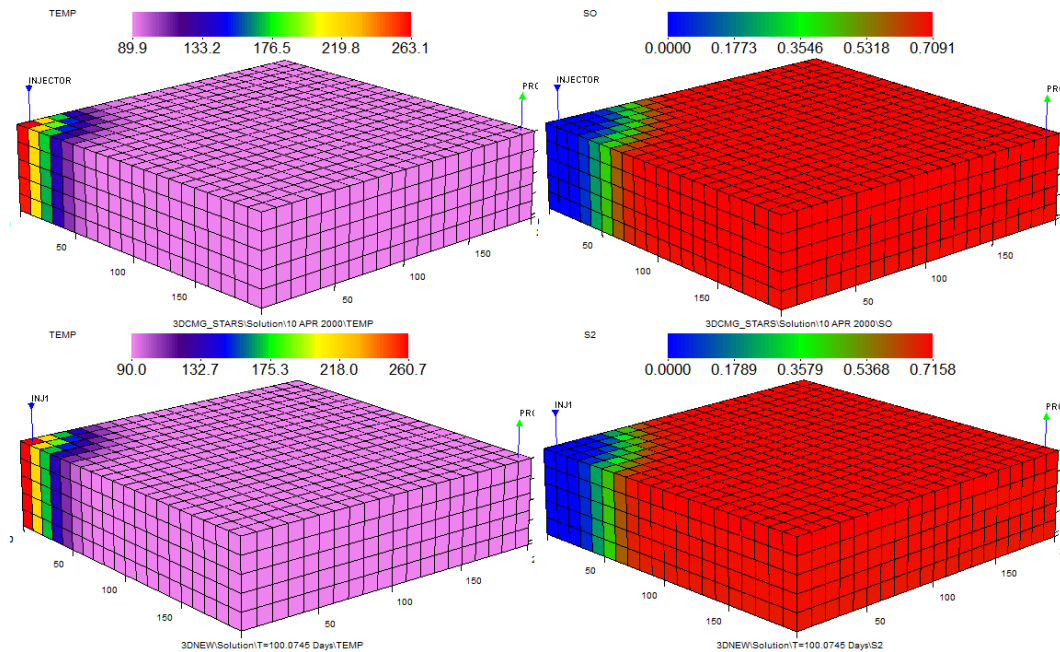 TEMP
89.9 133.2 176.5 219.8 263.1
INJECTOR
PRO
50
100
150
50
100
150
3DCMG_STARS\Solution\10 APR 2000\TEMP
SO
0.0000 0.1773 0.3546 0.5318 0.7091
INJECTOR
PRO
50
100
150
50
100
150
3DCMG_STARS\Solution\10 APR 2000\SO
TEMP
90.0 132.7 175.3 218.0 260.7
INJ1
PRO
50
100
150
50
100
150
3DNEW\Solution\T=100.0745 Days\TEMP
S2
0.0000 0.1789 0.3579 0.5368 0.7158
INJ1
PRO
50
100
150
50
100
150
3DNEW\Solution\T=100.0745 Days\S2